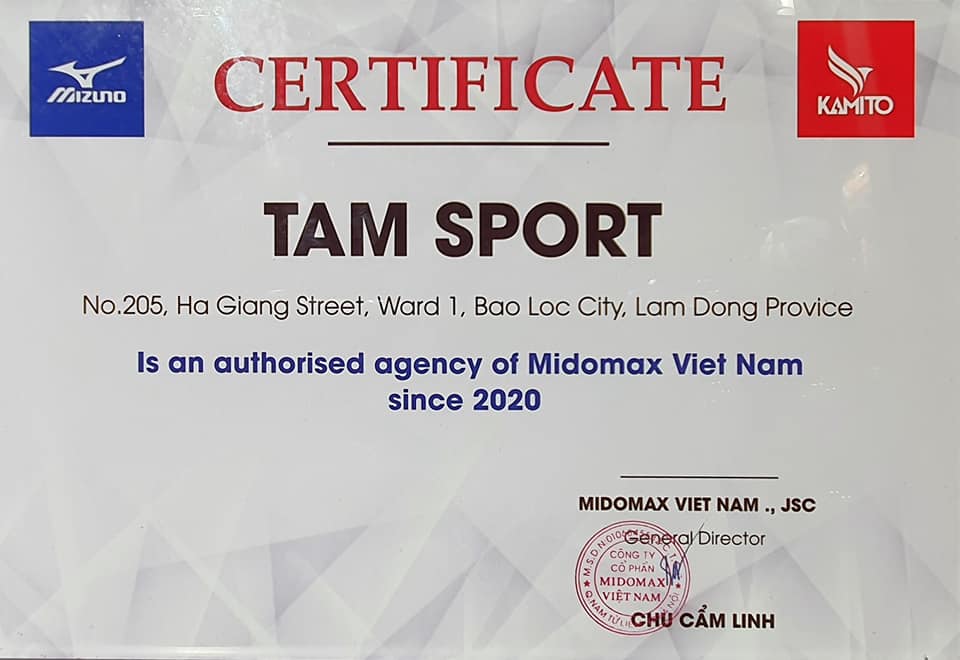 MIZUNO
CERTIFICATE
KAMITO
TAM SPORT
No.205, Ha Giang Street, Ward 1, Bao Loc City, Lam Dong Provice
Is an authorised agency of Midomax Viet Nam
since 2020
MIDOMAX VIET NAM ., JSC
General Director
CÔNG TY
CỔ PHẦN
MIDOMAX
VIỆT NAM
CHU CẨM LINH